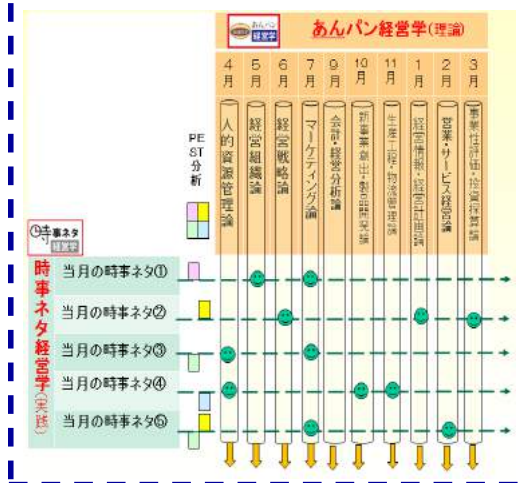 あんパン
経営学
あんパン経営学(理論)
4月
5月
6月
7月
9月
10月
11月
1月
2月
3月
PEST分析
人的資源管理論
経営組織論
経営戦略論
マーケティング論
会計・経営分析論
新事業創出・製品開発論
生産工程・物流管理論
経営情報・経営計画論
営業・サービス経営論
事業性評価・投資採算論
時事ネタ
経営学
時事ネタ経営学(実践)
当月の時事ネタ①
当月の時事ネタ②
当月の時事ネタ③
当月の時事ネタ④
当月の時事ネタ⑤